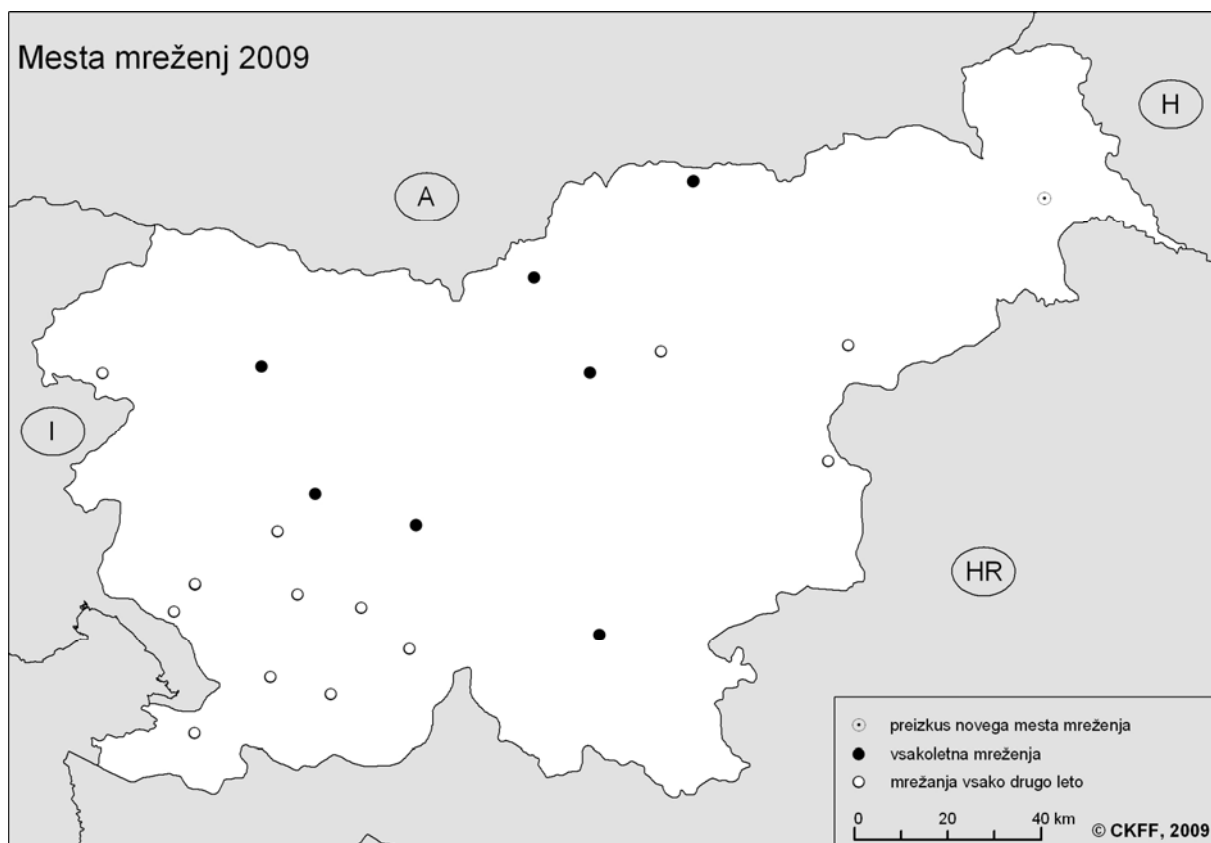 Mesta mreženj 2009
H
A
I
HR
preizkus novega mesta mreženja
vsakoletna mreženja
mrežanja vsako drugo leto
0 20 40 km
© CKFF, 2009